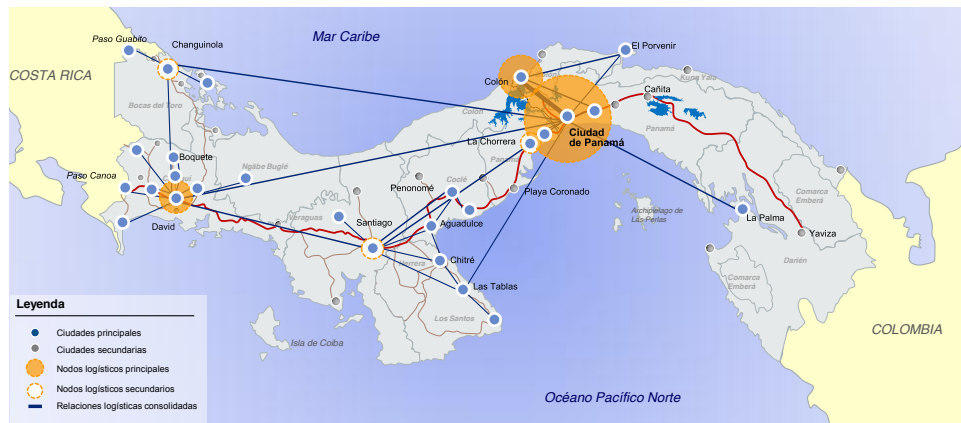 Mar Caribe
Paso Guabito
Changuinola
El Porvenir
COSTA RICA
Colón
Kuna Yala
Cañita
Bocas del Toro
Colón
Panamá
Ciudad
de Panamá
La Chorrera
Boquete
Ngäbe Buglé
Paso Canoa
Coclé
Penonomé
Playa Coronado
Comarca
Emberá
Archipielago de
Las Perlas
La Palma
Veraguas
Santiago
Aguadulce
David
Yaviza
Chitré
Herrera
Darién
Las Tablas
Comarca
Emberá
Los Santos
Isla de Coiba
COLOMBIA
Océano Pacífico Norte
Leyenda
Ciudades principales
Ciudades secundarias
Nodos logísticos principales
Nodos logísticos secundarios
Relaciones logísticas consolidadas